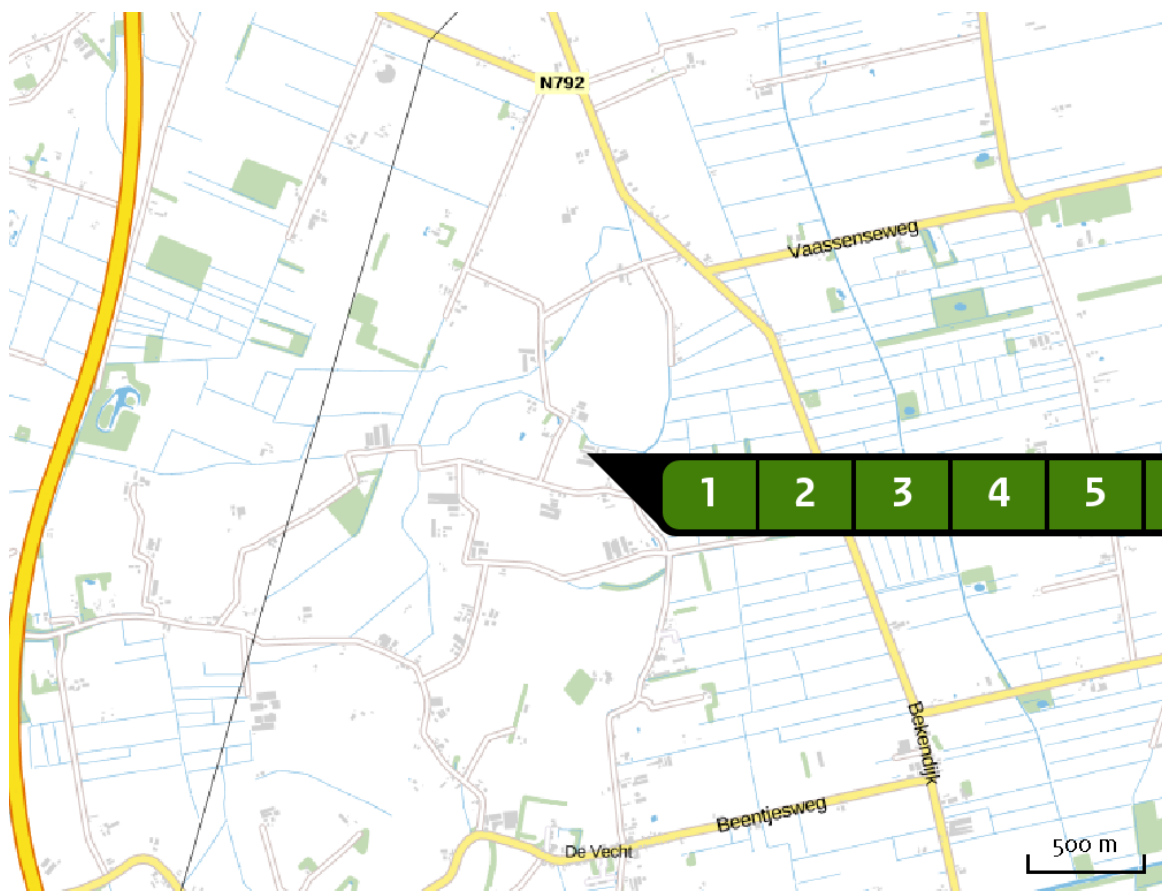 N792
Vaassenseweg
1 2 3 4 5
Bekendijk
Beentjesweg
De Vecht
500 m